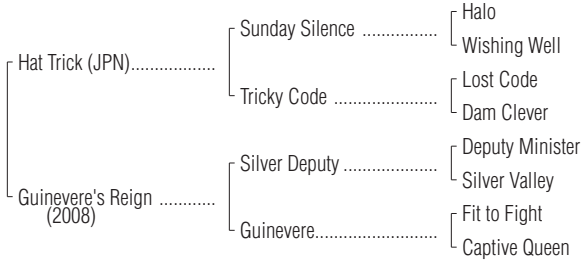 Halo
Sunday Silence ................
Wishing Well
Hat Trick (JPN)..................
Lost Code
Tricky Code ......................
Dam Clever
Deputy Minister
Silver Deputy ....................
Silver Valley
Guinevere's Reign ............
(2008)
Fit to Fight
Guinevere..........................
Captive Queen